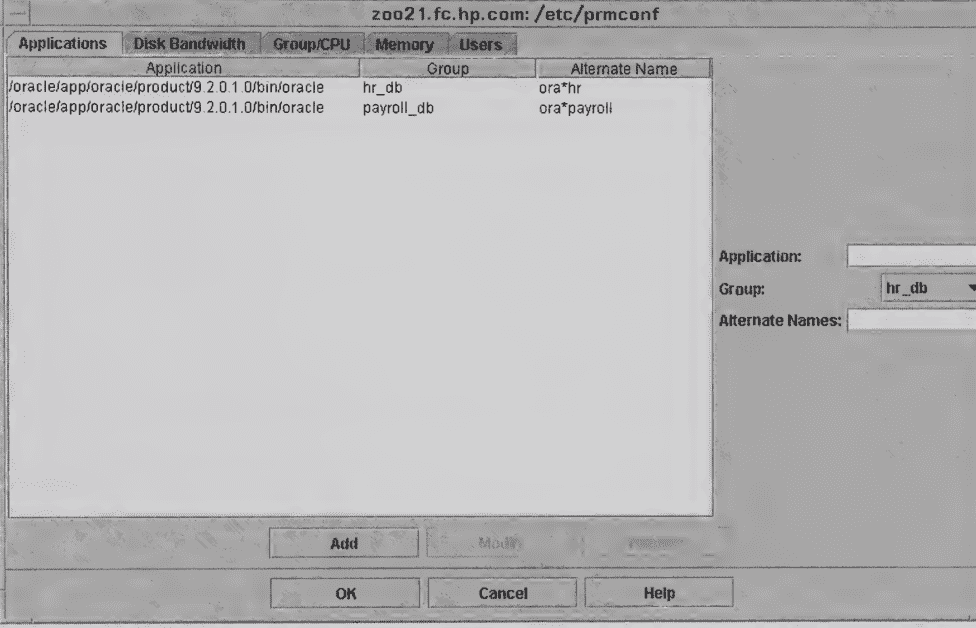 zoo21.fc.hp.com: /etc/prmconf
Applications Disk Bandwidth Group/CPU Memory Users
Application Group Alternate Name
/oracle/app/oracle/product/9.2.0.1.0/bin/oracle hr_db ora*hr
/oracle/app/oracle/product/9.2.0.1.0/bin/oracle payroll_db ora*payroll
Application:
Group: hr_db
Alternate Names:
Add Modify
OK Cancel Help